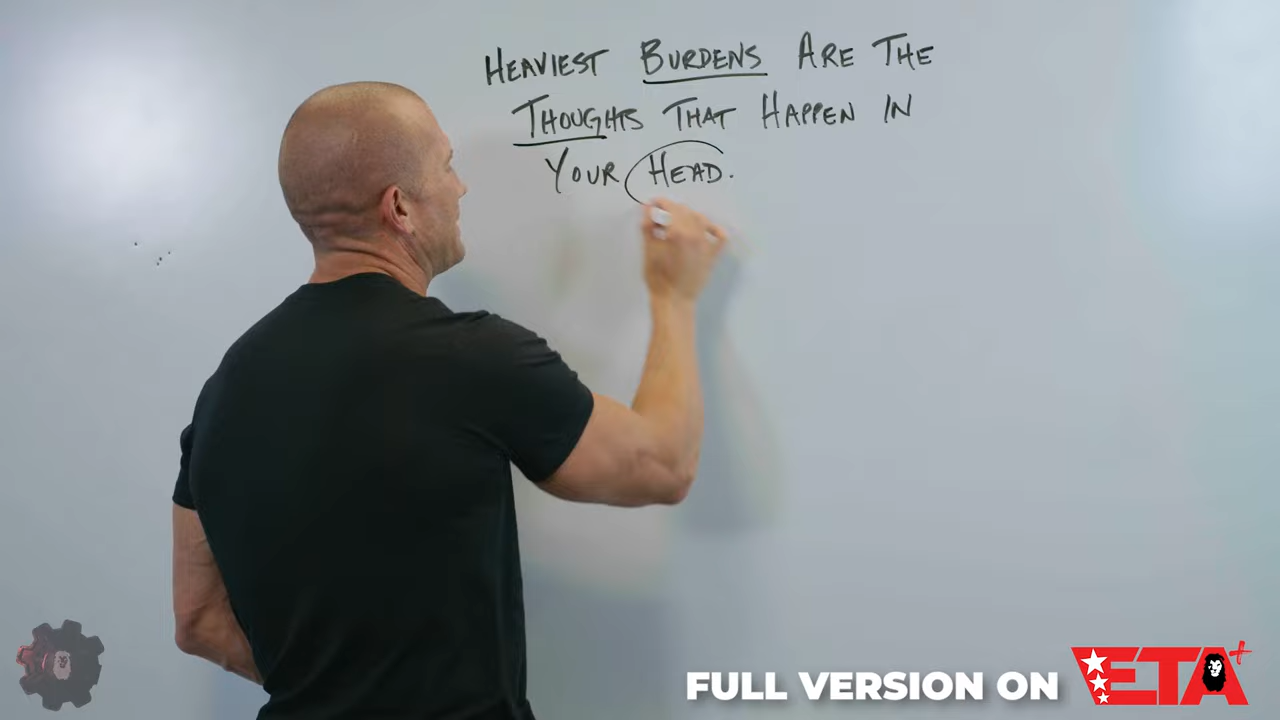 HEAVIEST BURDENS ARE THE
THOUGHTS THAT HAPPEN IN
YOUR HEAD.
FULL VERSION ON ETA+